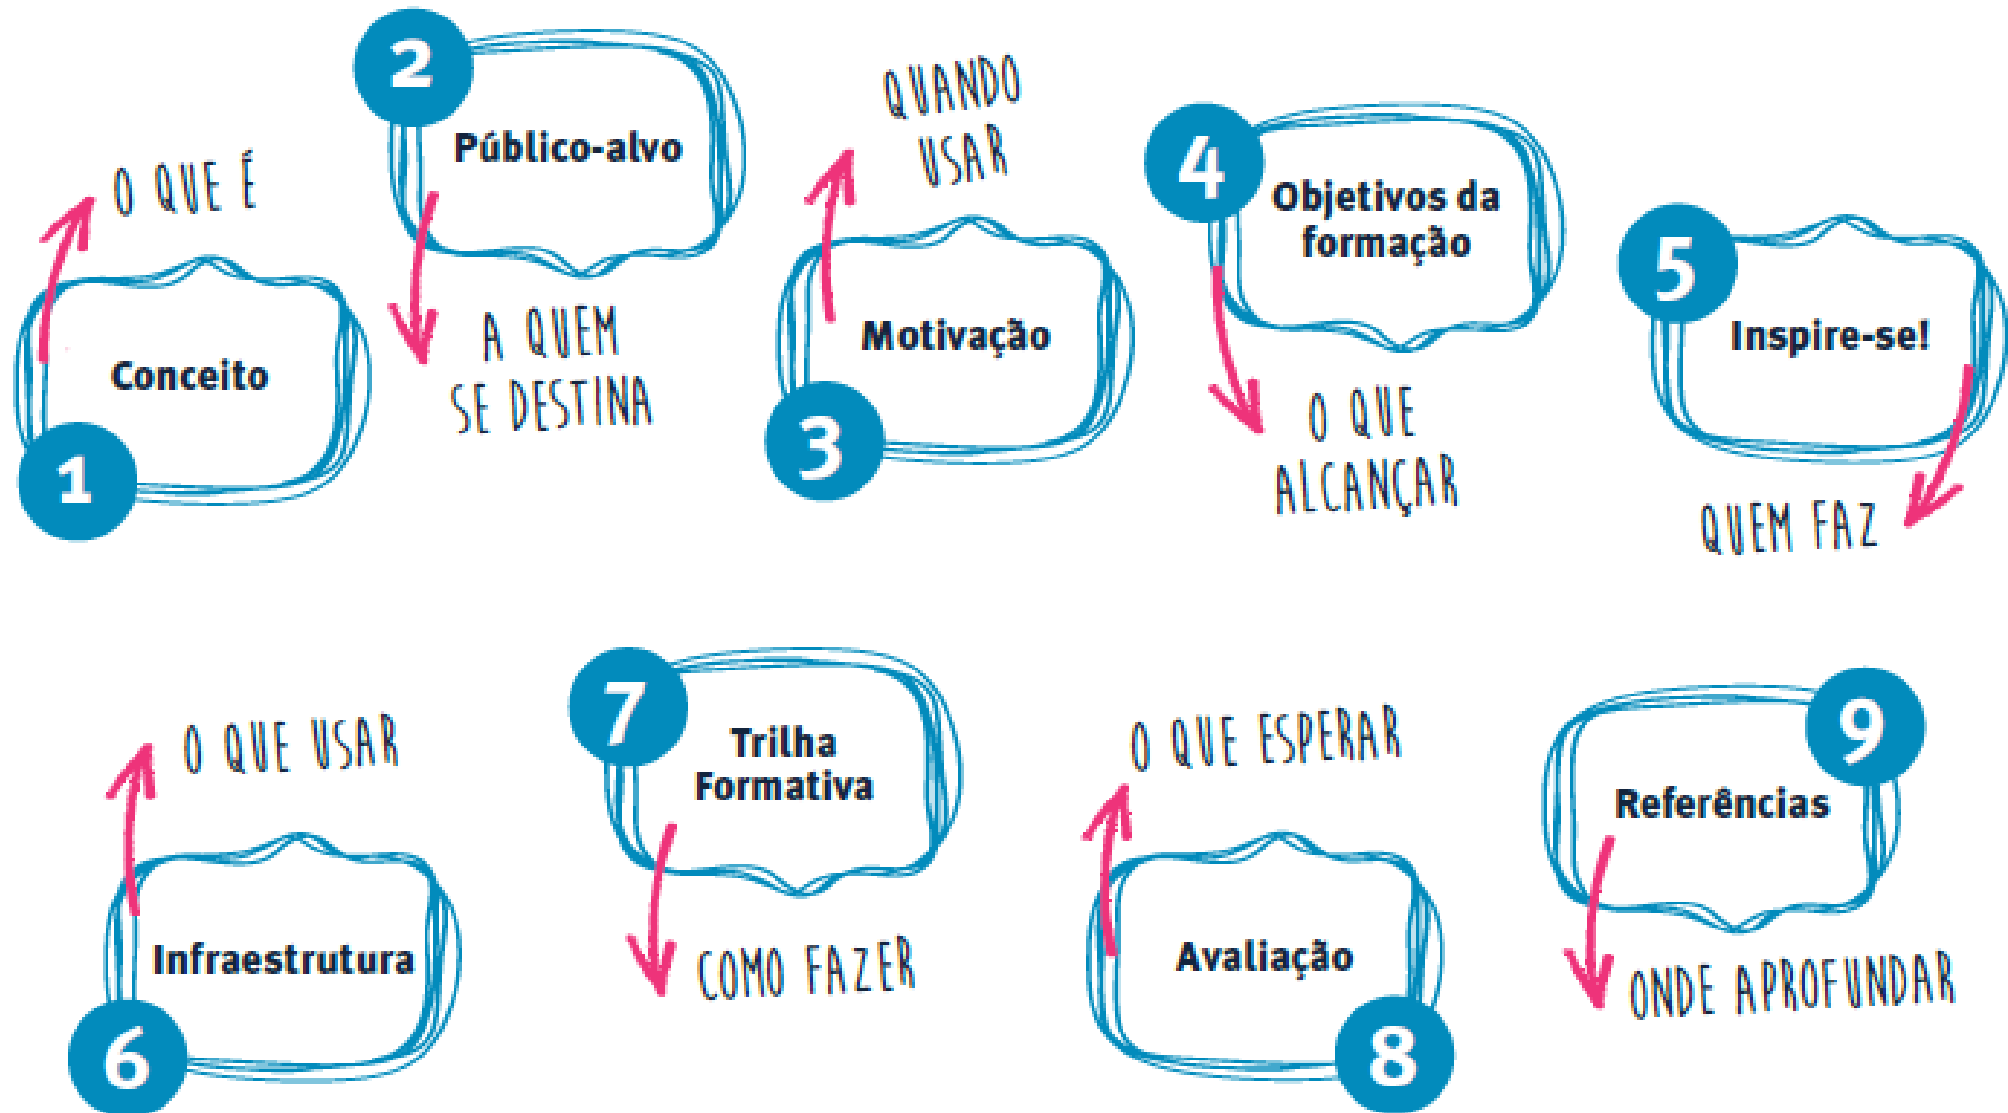 1
Conceito
O QUE É
2
Público-alvo
A QUEM
SE DESTINA
3
Motivação
QUANDO
USAR
4
Objetivos da
formação
O QUE
ALCANÇAR
5
Inspire-se!
QUEM FAZ
6
Infraestrutura
O QUE USAR
7
Trilha
Formativa
COMO FAZER
8
Avaliação
O QUE ESPERAR
9
Referências
ONDE APROFUNDAR